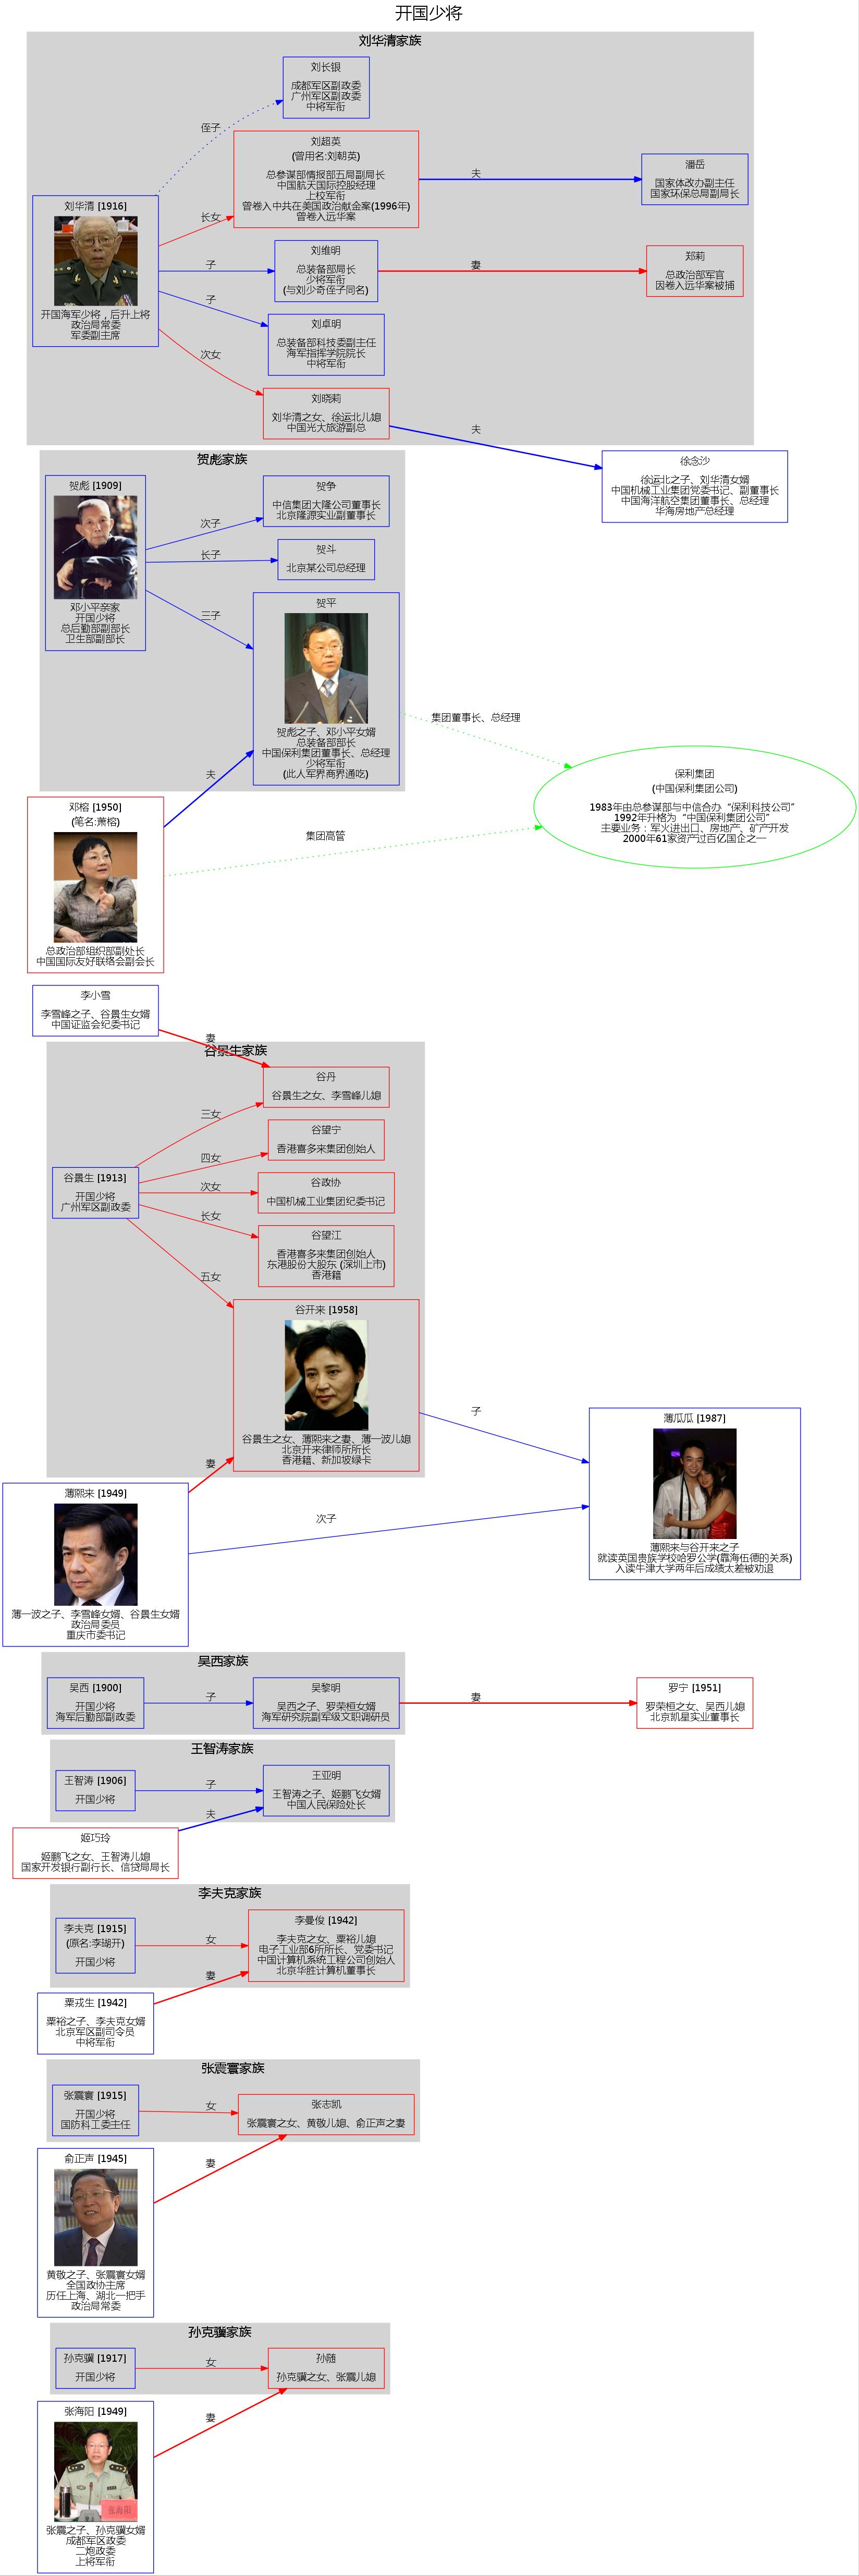 开国少将
刘华清家族
刘长银
成都军区副政委
广州军区副政委
中将军衔
侄子
刘超英
(曾用名:刘朝英)
总参谋部情报部五局副局长
中国航天国际控股经理
上校军衔
曾卷入中共在美国政治献金案(1996年)
曾卷入远华案
夫
潘岳
国家体改办副主任
国家环保总局副局长
刘华清 [1916]
开国海军少将，后升上将
政治局常委
军委副主席
长女
子
刘维明
总装备部局长
少将军衔
(与刘少奇侄子同名)
妻
郑莉
总政治部军官
因卷入远华案被捕
子
刘卓明
总装备部科技委副主任
海军指挥学院院长
中将军衔
次女
刘晓莉
刘华清之女、徐运北儿媳
中国光大旅游副总
夫
徐念沙
徐运北之子、刘华清女婿
中国机械工业集团党委书记、副董事长
中国海洋航空集团董事长、总经理
华海房地产总经理
贺彪家族
贺彪 [1909]
邓小平亲家
开国少将
总后勤部副部长
卫生部副部长
次子
贺争
中信集团大隆公司董事长
北京隆源实业副董事长
长子
贺斗
北京某公司总经理
三子
贺平
贺彪之子、邓小平女婿
总装备部部长
中国保利集团董事长、总经理
少将军衔
(此人军界商界通吃)
集团董事长、总经理
夫
保利集团
(中国保利集团公司)
1983年由总参谋部与中信合办“保利科技公司”
1992年升格为“中国保利集团公司”
主要业务：军火进出口、房地产、矿产开发
2000年61家资产过百亿国企之一
邓榕 [1950]
(笔名:萧榕)
总政治部组织部副处长
中国国际友好联络会副会长
集团高管
李小雪
李雪峰之子、谷景生女婿
中国证监会纪委书记
妻
谷景生家族
谷丹
谷景生之女、李雪峰儿媳
三女
谷望宁
香港喜多来集团创始人
四女
谷景生 [1913]
开国少将
广州军区副政委
次女
谷政协
中国机械工业集团纪委书记
长女
谷望江
香港喜多来集团创始人
东港股份大股东 (深圳上市)
香港籍
五女
谷开来 [1958]
谷景生之女、薄熙来之妻、薄一波儿媳
北京开来律师所所长
香港籍、新加坡绿卡
子
妻
薄瓜瓜 [1987]
薄熙来与谷开来之子
就读英国贵族学校哈罗公学(靠海伍德的关系)
入读牛津大学两年后成绩太差被劝退
薄熙来 [1949]
薄一波之子、李雪峰女婿、谷景生女婿
政治局委员
重庆市委书记
次子
吴西家族
吴西 [1900]
开国少将
海军后勤部副政委
子
吴黎明
吴西之子、罗荣桓女婿
海军研究院副军级文职调研员
妻
罗宁 [1951]
罗荣桓之女、吴西儿媳
北京凯星实业董事长
王智涛家族
王智涛 [1906]
开国少将
子
王亚明
王智涛之子、姬鹏飞女婿
中国人民保险处长
夫
姬巧玲
姬鹏飞之女、王智涛儿媳
国家开发银行副行长、信贷局局长
李夫克家族
李夫克 [1915]
(原名:李瑚开)
开国少将
女
李曼俊 [1942]
李夫克之女、粟裕儿媳
电子工业部6所所长、党委书记
中国计算机系统工程公司创始人
北京华胜计算机董事长
妻
粟戎生 [1942]
粟裕之子、李夫克女婿
北京军区副司令员
中将军衔
张震寰家族
张震寰 [1915]
开国少将
国防科工委主任
女
张志凯
张震寰之女、黄敬儿媳、俞正声之妻
妻
俞正声 [1945]
黄敬之子、张震寰女婿
全国政协主席
历任上海、湖北一把手
政治局常委
孙克骥家族
孙克骥 [1917]
开国少将
女
孙随
孙克骥之女、张震儿媳
妻
张海阳 [1949]
张海阳
张震之子、孙克骥女婿
成都军区政委
二炮政委
上将军衔